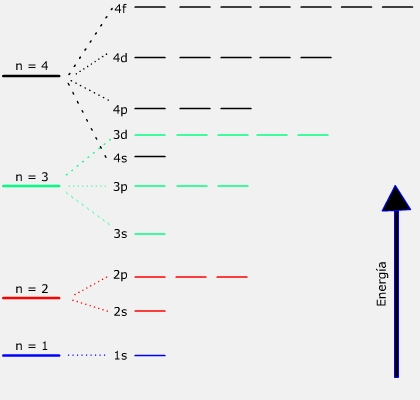 4f
n = 4
4d
4p
3d
4s
n = 3
3p
3s
2p
n = 2
2s
n = 1
1s
Energía